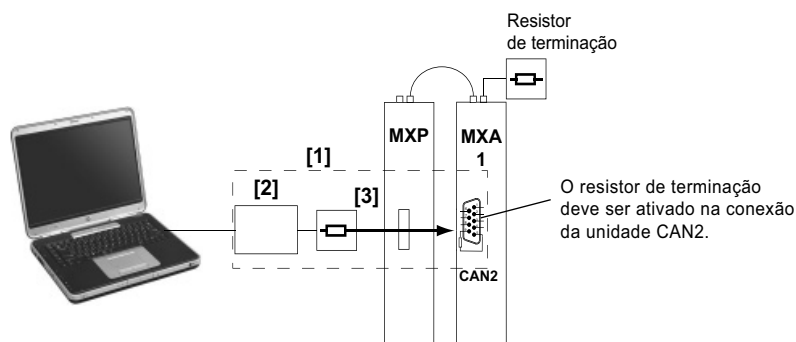 Resistor
de terminação
MXP
MXA
1
[1]
[2]
[3]
O resistor de terminação
deve ser ativado na conexão
da unidade CAN2.
CAN2